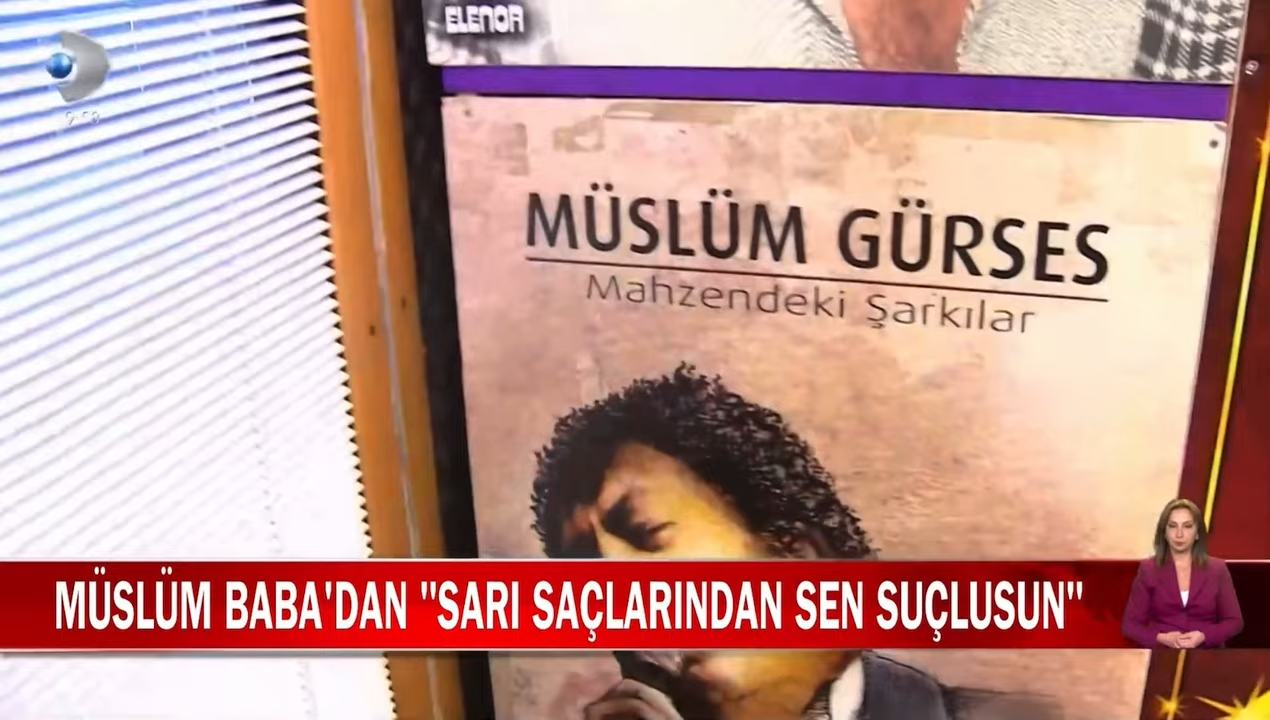 ELENOR
MÜSLÜM GÜRSES
Mahzendeki Şarkılar
MÜSLÜM BABA'DAN "SARI SAÇLARINDAN SEN SUÇLUSUN"